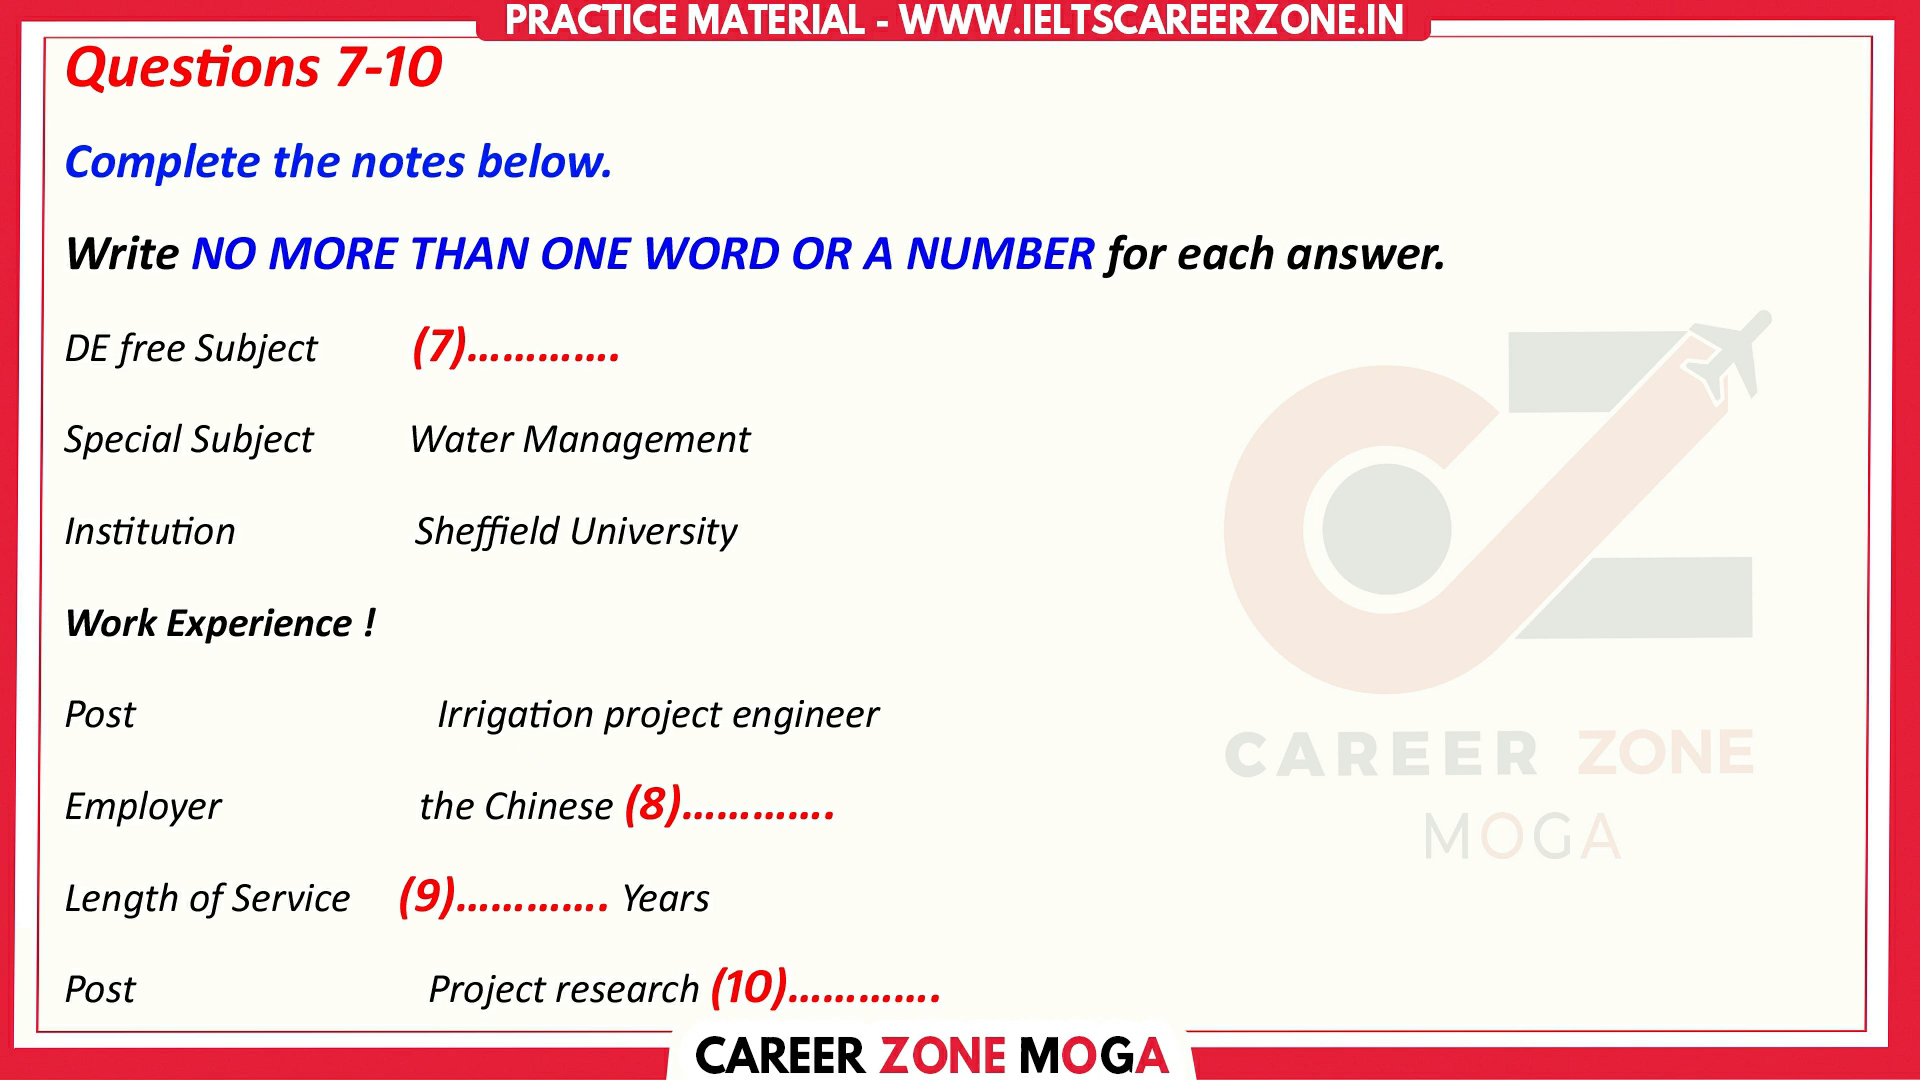 PRACTICE MATERIAL - WWW.IELTSCAREERZONE.IN
Questions 7-10
Complete the notes below.
Write NO MORE THAN ONE WORD OR A NUMBER for each answer.
DE free Subject (7).............
Special Subject Water Management
Institution Sheffield University
Work Experience !
Post Irrigation project engineer
Employer the Chinese (8).............
Length of Service (9)............. Years
Post Project research (10).............
CAREER ZONE
MOGA
CAREER ZONE MOGA